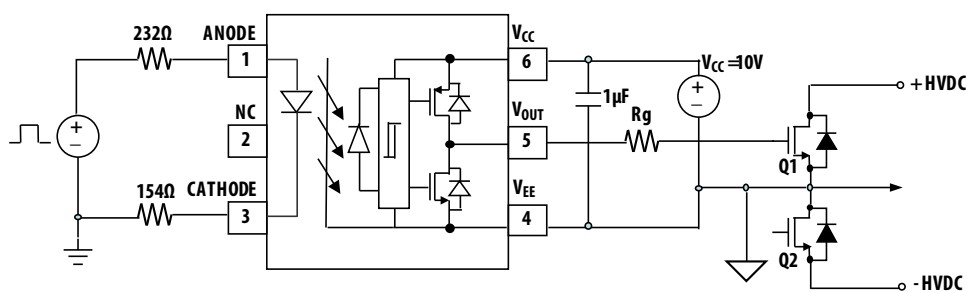 232Ω
ANODE
1
NC
2
154Ω
CATHODE
3
+
−
VCC
6
VOUT
5
VEE
4
1µF
VCC=10V
+
−
Rg
Q1
Q2
+HVDC
-HVDC